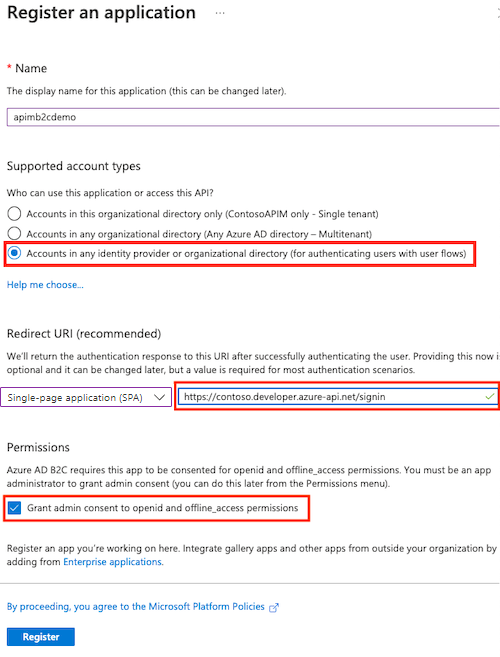 Register an application ...
* Name
The display name for this application (this can be changed later).
apimb2cdemo
Supported account types
Who can use this application or access this API?
Accounts in this organizational directory only (ContosoAPIM only - Single tenant)
Accounts in any organizational directory (Any Azure AD directory – Multitenant)
Accounts in any identity provider or organizational directory (for authenticating users with user flows)
Help me choose...
Redirect URI (recommended)
We'll return the authentication response to this URI after successfully authenticating the user. Providing this now is
optional and it can be changed later, but a value is required for most authentication scenarios.
Single-page application (SPA) https://contoso.developer.azure-api.net/signin
Permissions
Azure AD B2C requires this app to be consented for openid and offline_access permissions. You must be an app
administrator to grant admin consent (you can do this later from the Permissions menu).
Grant admin consent to openid and offline_access permissions
Register an app you're working on here. Integrate gallery apps and other apps from outside your organization by
adding from Enterprise applications.
By proceeding, you agree to the Microsoft Platform Policies
Register